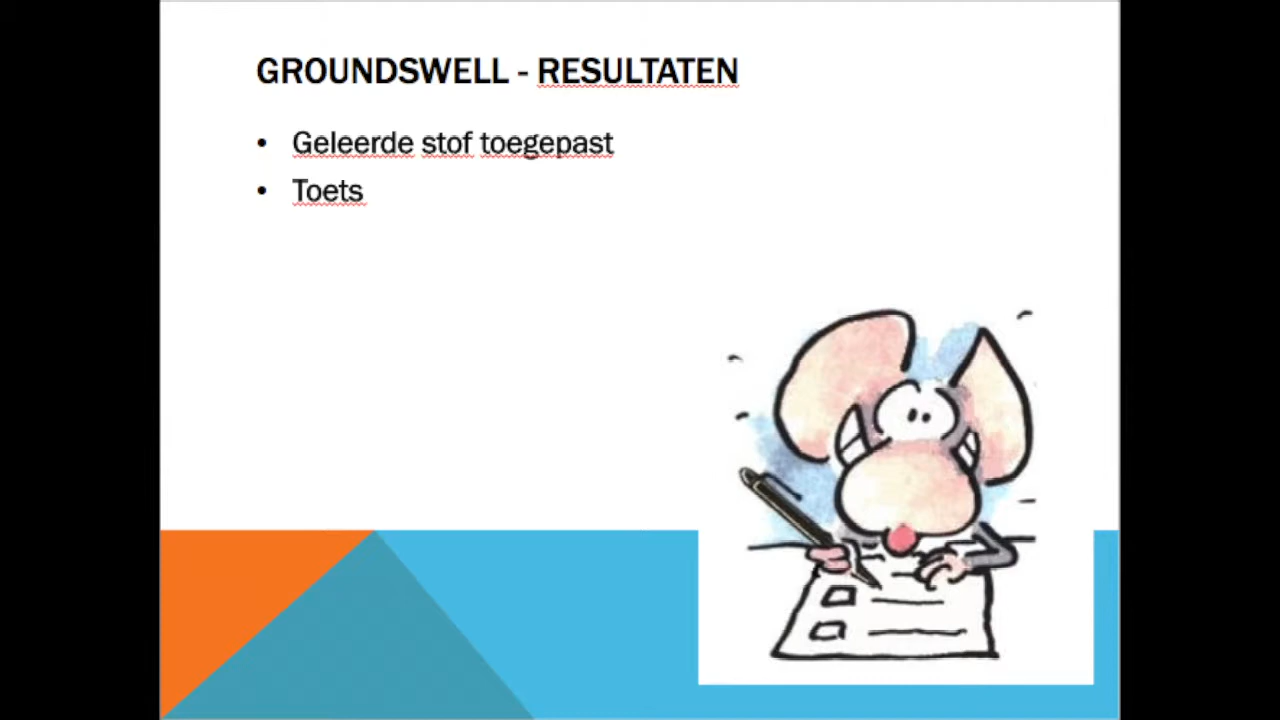 GROUNDSWELL - RESULTATEN
• Geleerde stof toegepast
• Toets